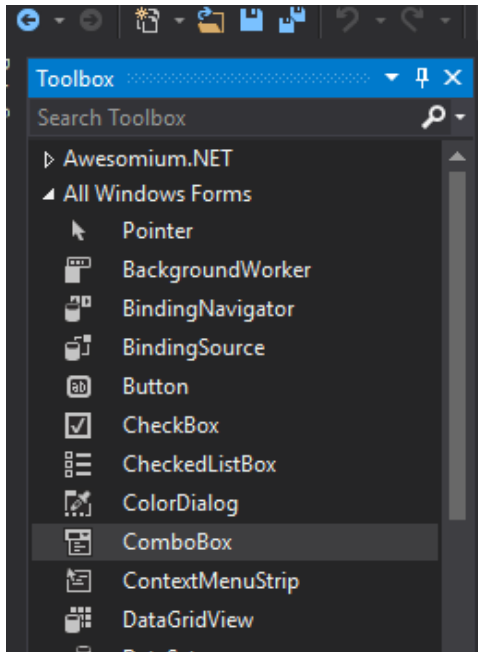 Toolbox
Search Toolbox
Awesomium.NET
All Windows Forms
Pointer
BackgroundWorker
BindingNavigator
BindingSource
Button
CheckBox
CheckedListBox
ColorDialog
ComboBox
ContextMenuStrip
DataGridView